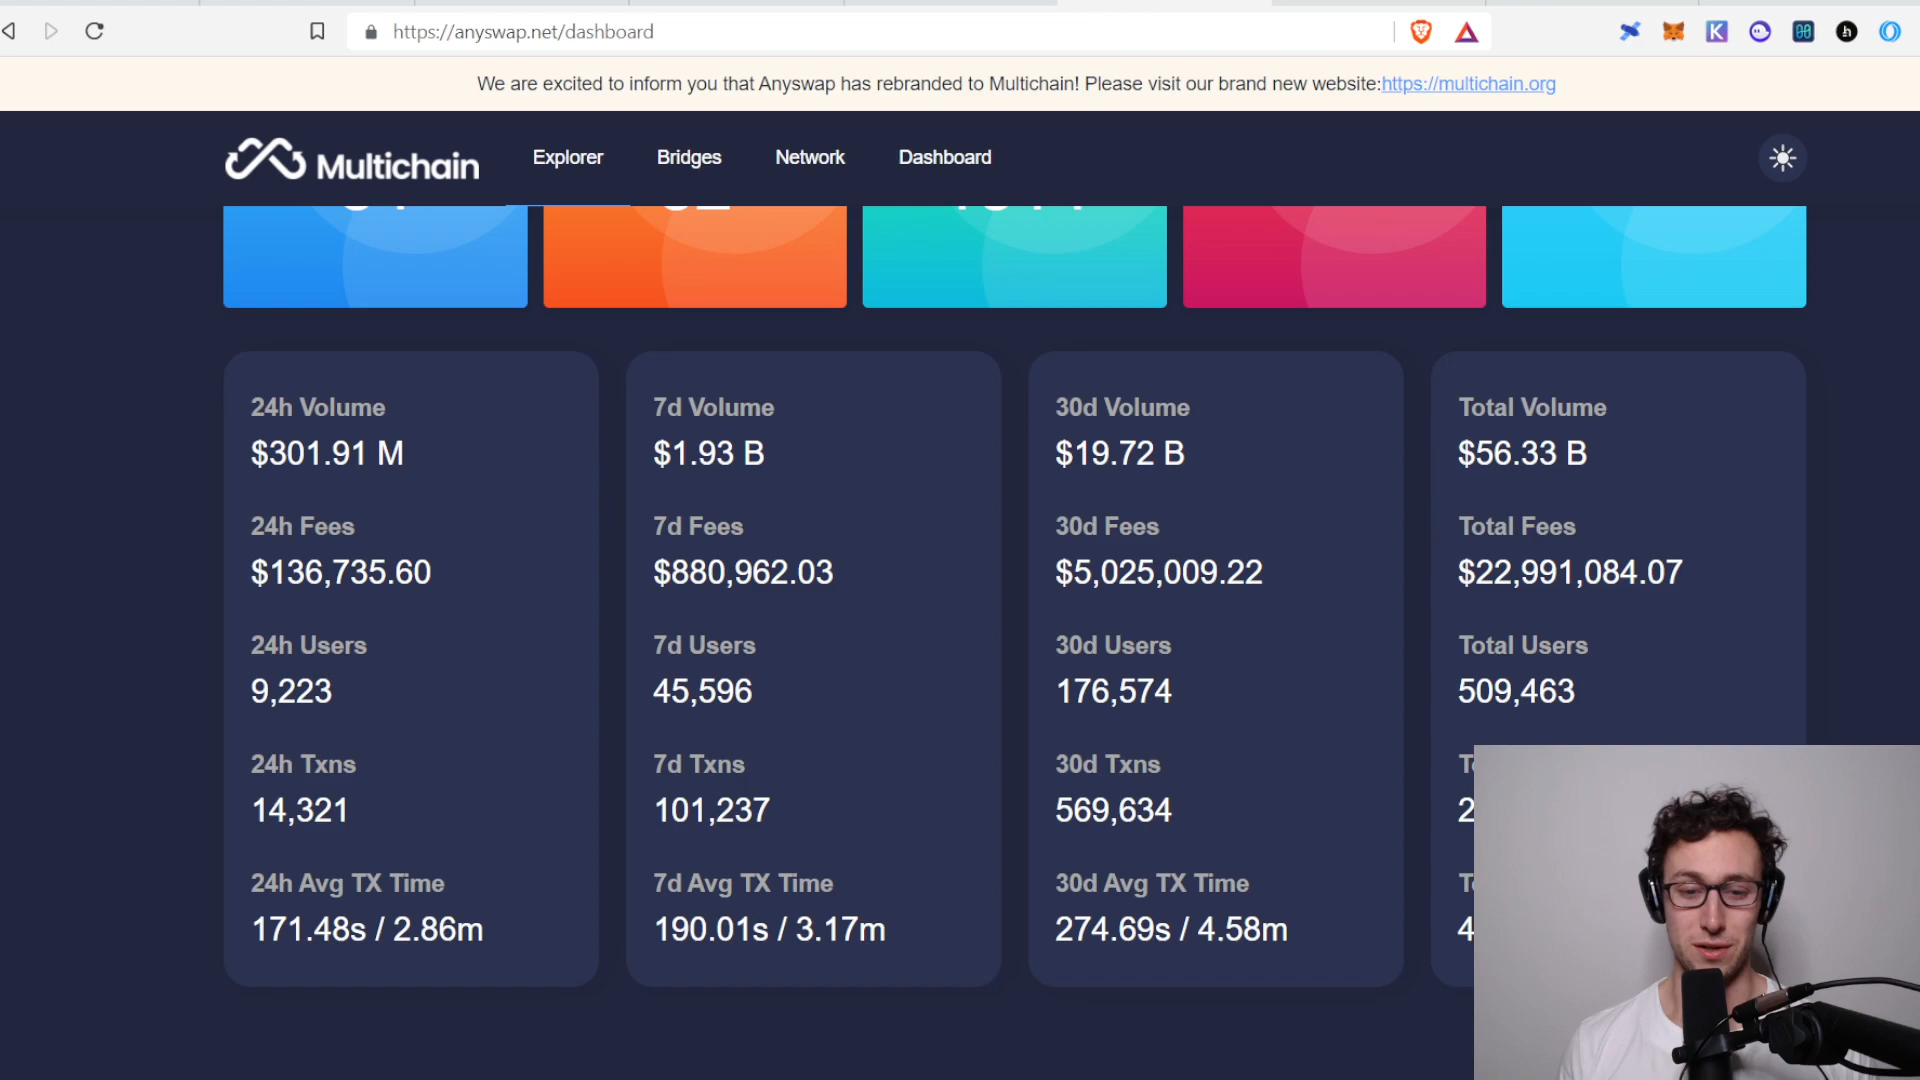 https://anyswap.net/dashboard
We are excited to inform you that Anyswap has rebranded to Multichain! Please visit our brand new website:https://multichain.org
Multichain Explorer Bridges Network Dashboard
24h Volume
$301.91 M
24h Fees
$136,735.60
24h Users
9,223
24h Txns
14,321
24h Avg TX Time
171.48s / 2.86m
7d Volume
$1.93 B
7d Fees
$880,962.03
7d Users
45,596
7d Txns
101,237
7d Avg TX Time
190.01s / 3.17m
30d Volume
$19.72 B
30d Fees
$5,025,009.22
30d Users
176,574
30d Txns
569,634
30d Avg TX Time
274.69s / 4.58m
Total Volume
$56.33 B
Total Fees
$22,991,084.07
Total Users
509,463